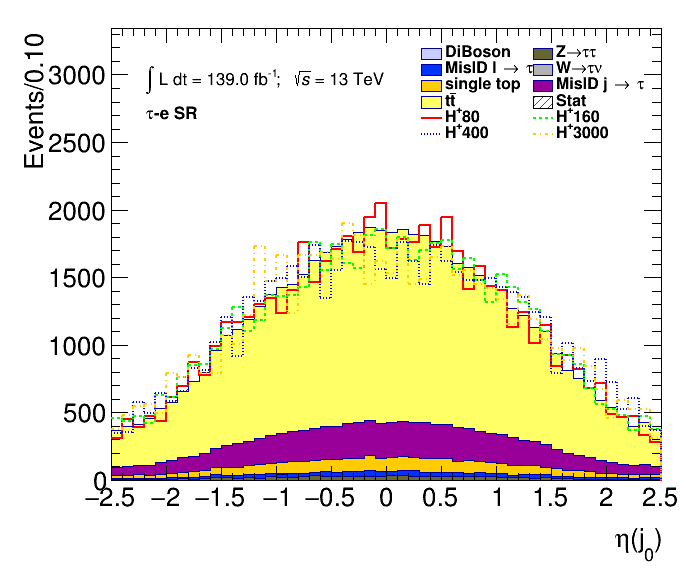 Events/0.10
3000
2500
2000
1500
1000
500
0
∫ L dt = 139.0 fb⁻¹; √s = 13 TeV
τ-e SR
DiBoson
Z→ττ
MisID l → τ
W→τν
single top
MisID j → τ
tt̄
Stat
H⁺80
H⁺160
H⁺400
H⁺3000
−2.5 −2 −1.5 −1 −0.5 0 0.5 1 1.5 2 2.5
η(j₀)